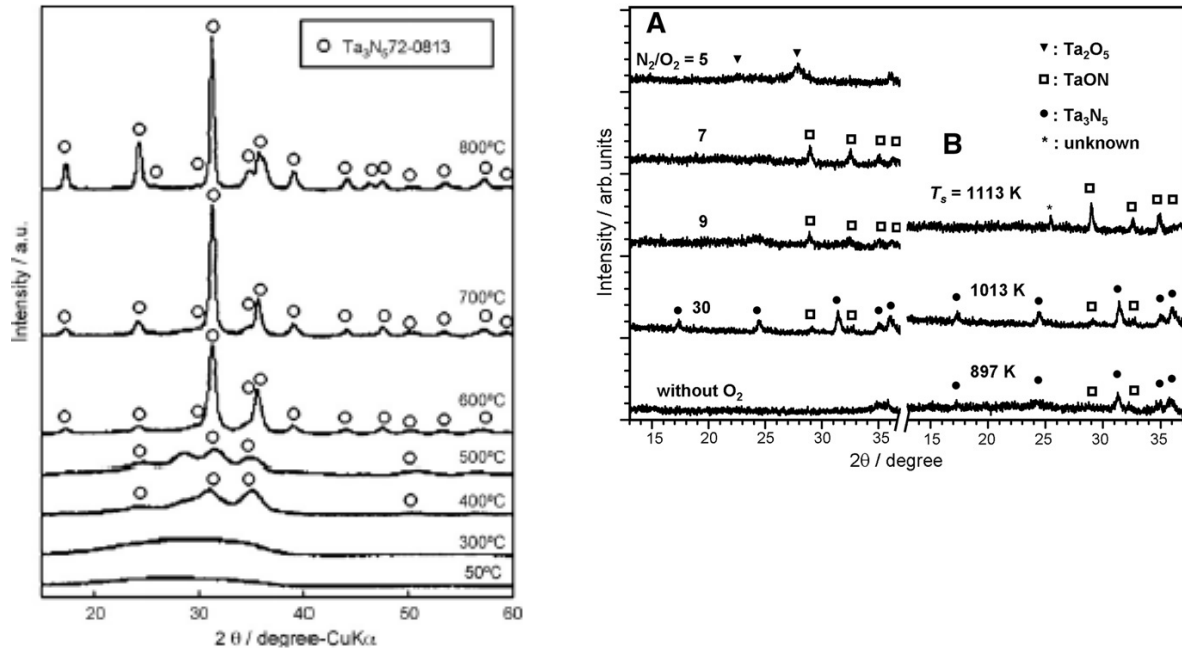 ○ Ta₃N₅72-0813
800°C
700°C
600°C
500°C
400°C
300°C
50°C
Intensity / a.u.
20 30 40 50 60
2 θ / degree-CuKα
A
N₂/O₂ = 5
7
9
30
without O₂
▼: Ta₂O₅
□: TaON
●: Ta₃N₅
*: unknown
B
Tₛ = 1113 K
*
1013 K
897 K
Intensity / arb.units
15 20 25 30 35 15 20 25 30 35
2θ / degree